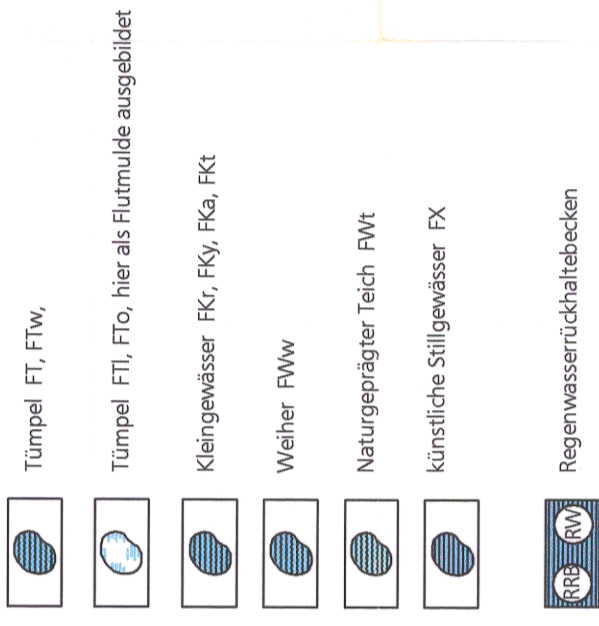 Tümpel FT, FTw,
Tümpel FTl, FTo, hier als Flutmulde ausgebildet
Kleingewässer FKr, FKy, FKa, FKt
Weiher FWw
Naturgeprägter Teich FWt
künstliche Stillgewässer FX
RRB RW Regenwasserrückhaltebecken